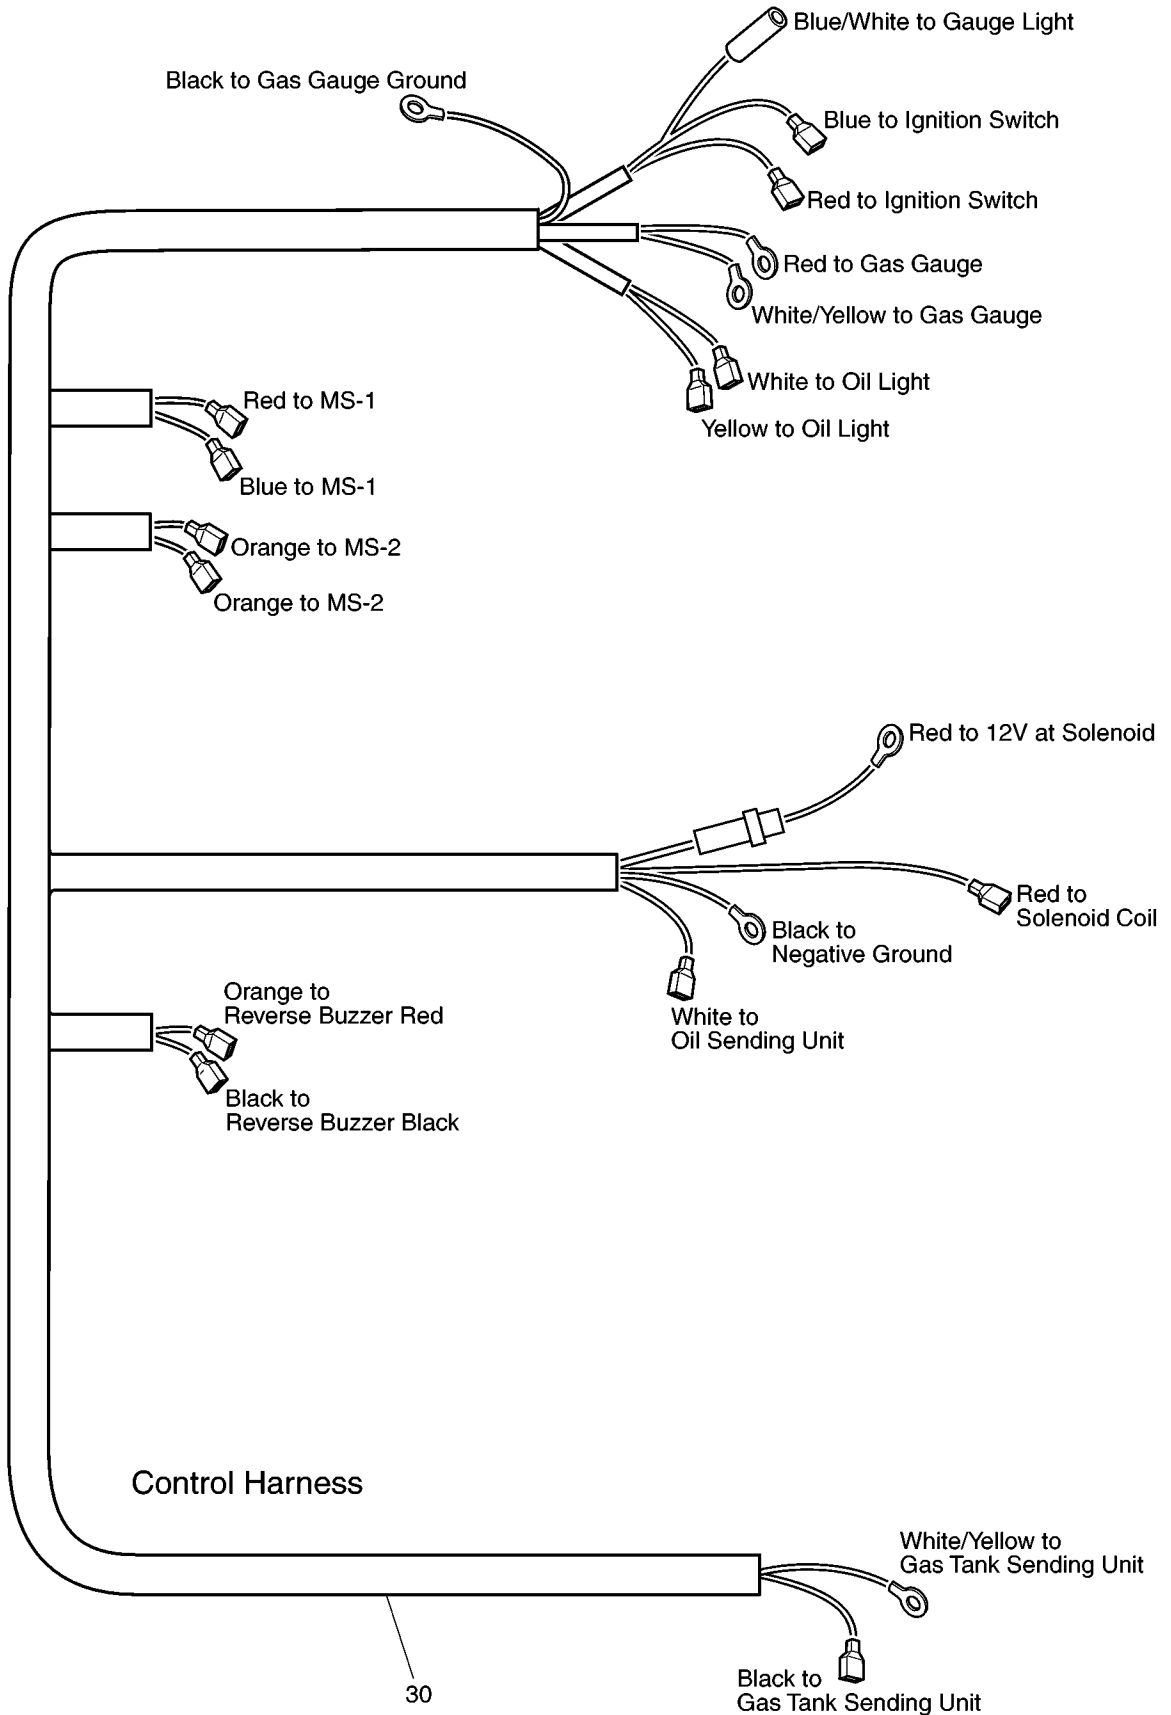 Blue/White to Gauge Light
Black to Gas Gauge Ground
Blue to Ignition Switch
Red to Ignition Switch
Red to Gas Gauge
White/Yellow to Gas Gauge
White to Oil Light
Yellow to Oil Light
Red to MS-1
Blue to MS-1
Orange to MS-2
Orange to MS-2
Red to 12V at Solenoid
Red to
Solenoid Coil
Black to
Negative Ground
White to
Oil Sending Unit
Orange to
Reverse Buzzer Red
Black to
Reverse Buzzer Black
Control Harness
White/Yellow to
Gas Tank Sending Unit
Black to
Gas Tank Sending Unit
30